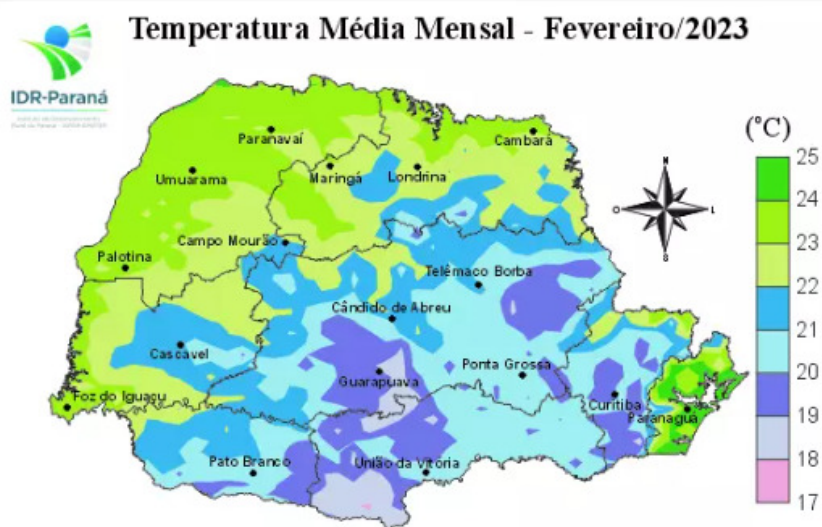 Temperatura Média Mensal - Fevereiro/2023
IDR-Paraná
(°C)
Paranavaí
Cambará
Umuarama
Maringá
Londrina
Campo Mourão
Palotina
Telêmaco Borba
Cândido de Abreu
Cascavel
Guarapuava
Ponta Grossa
Foz do Iguaçu
Curitiba
Paranaguá
Pato Branco
União da Vitória
N
O
L
S
25
24
23
22
21
20
19
18
17